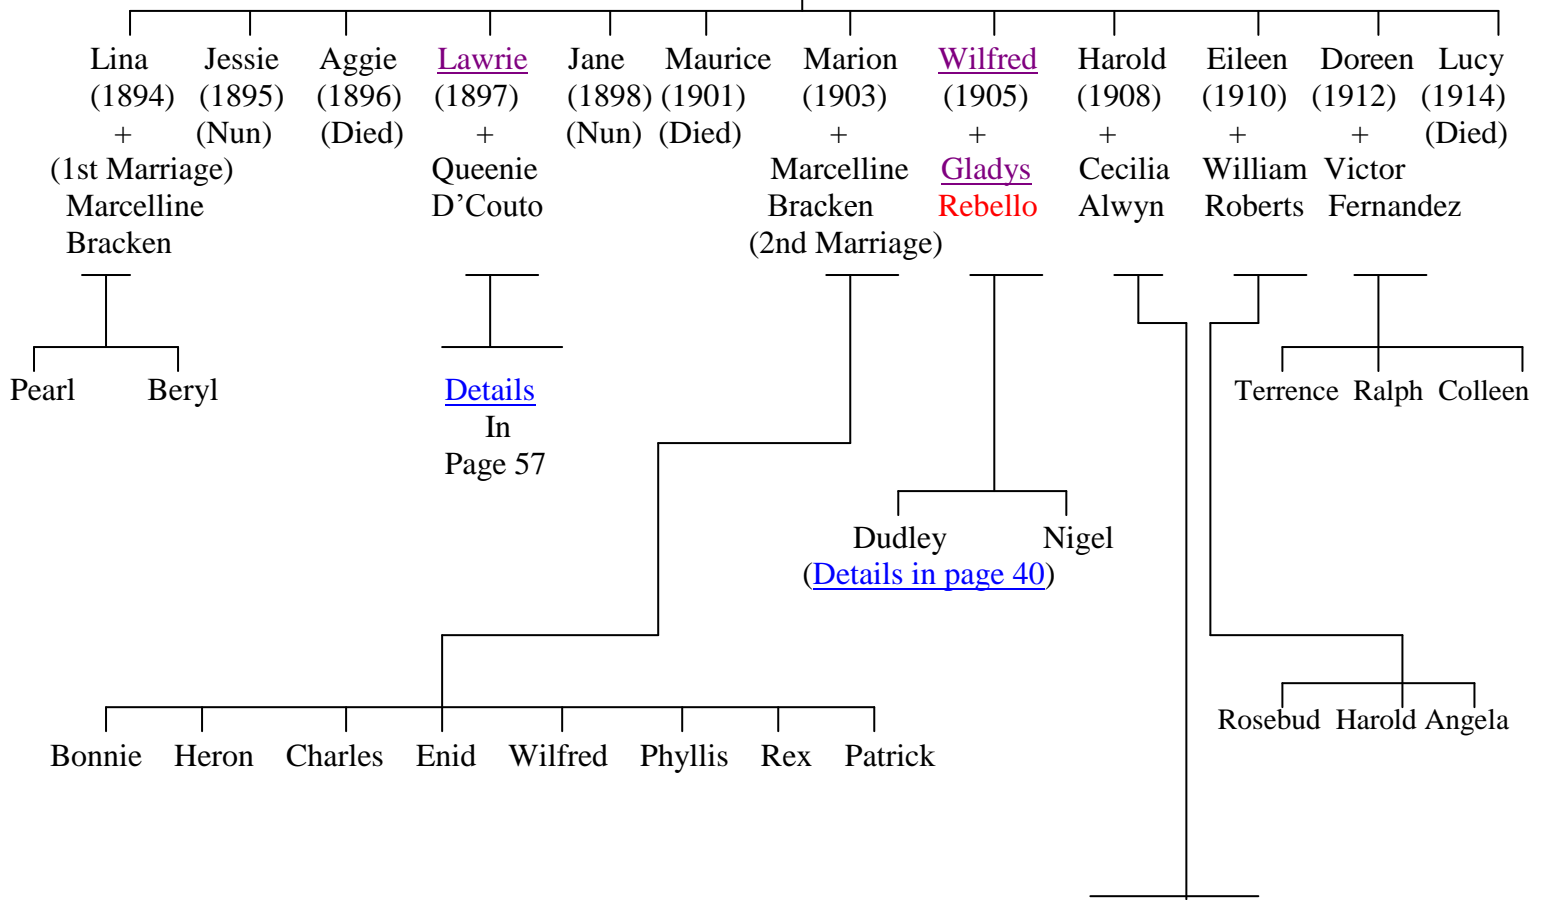 Lina Jessie Aggie Lawrie Jane Maurice Marion Wilfred Harold Eileen Doreen Lucy
(1894) (1895) (1896) (1897) (1898) (1901) (1903) (1905) (1908) (1910) (1912) (1914)
+ (Nun) (Died) + (Nun) (Died) + + + + + (Died)
(1st Marriage) Queenie Marcelline Gladys Cecilia William Victor
Marcelline D’Couto Bracken Rebello Alwyn Roberts Fernandez
Bracken (2nd Marriage)
Pearl Beryl Details Terrence Ralph Colleen
In
Page 57
Dudley Nigel
(Details in page 40)
Rosebud Harold Angela
Bonnie Heron Charles Enid Wilfred Phyllis Rex Patrick